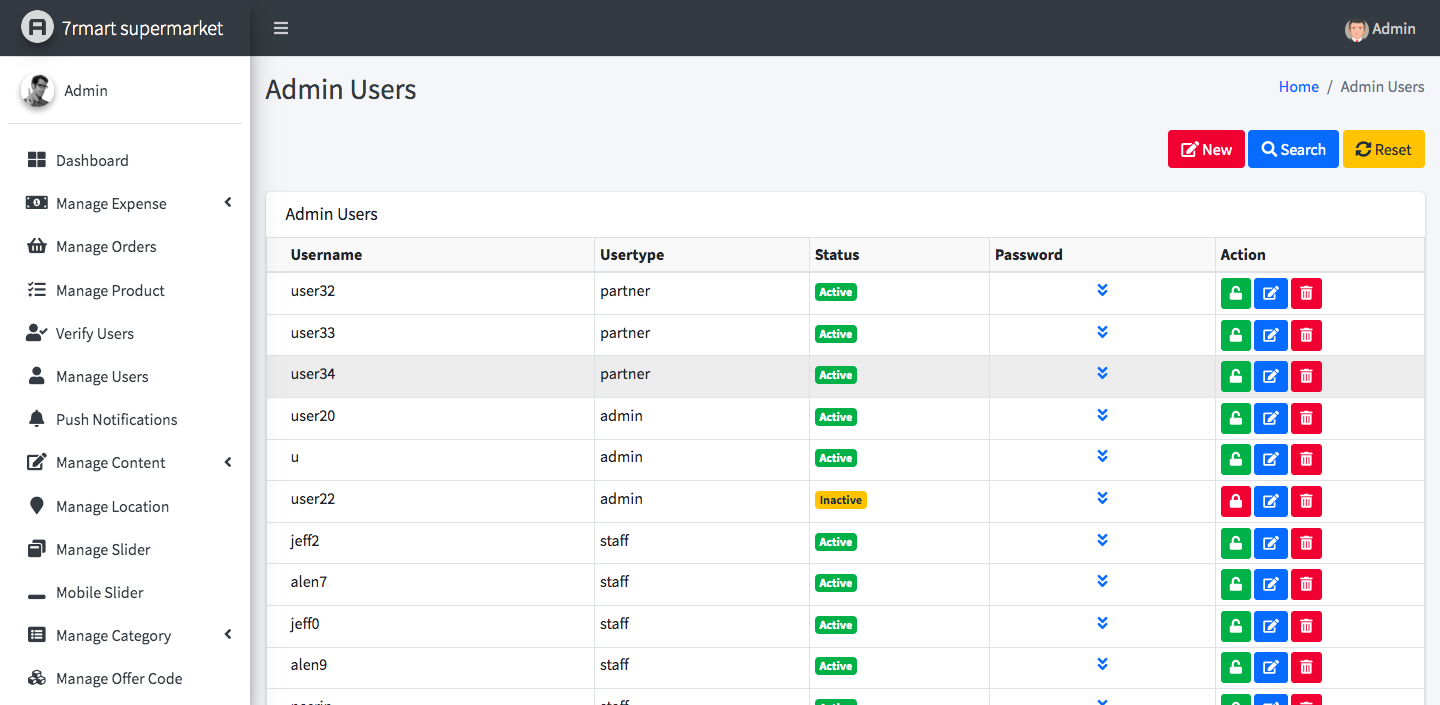 7rmart supermarket
Admin
Admin
Admin Users
Home / Admin Users
Dashboard
Manage Expense
Manage Orders
Manage Product
Verify Users
Manage Users
Push Notifications
Manage Content
Manage Location
Manage Slider
Mobile Slider
Manage Category
Manage Offer Code
New Search Reset
Admin Users
Username Usertype Status Password Action
user32 partner Active
user33 partner Active
user34 partner Active
user20 admin Active
u admin Active
user22 admin Inactive
jeff2 staff Active
alen7 staff Active
jeff0 staff Active
alen9 staff Active
staff Active